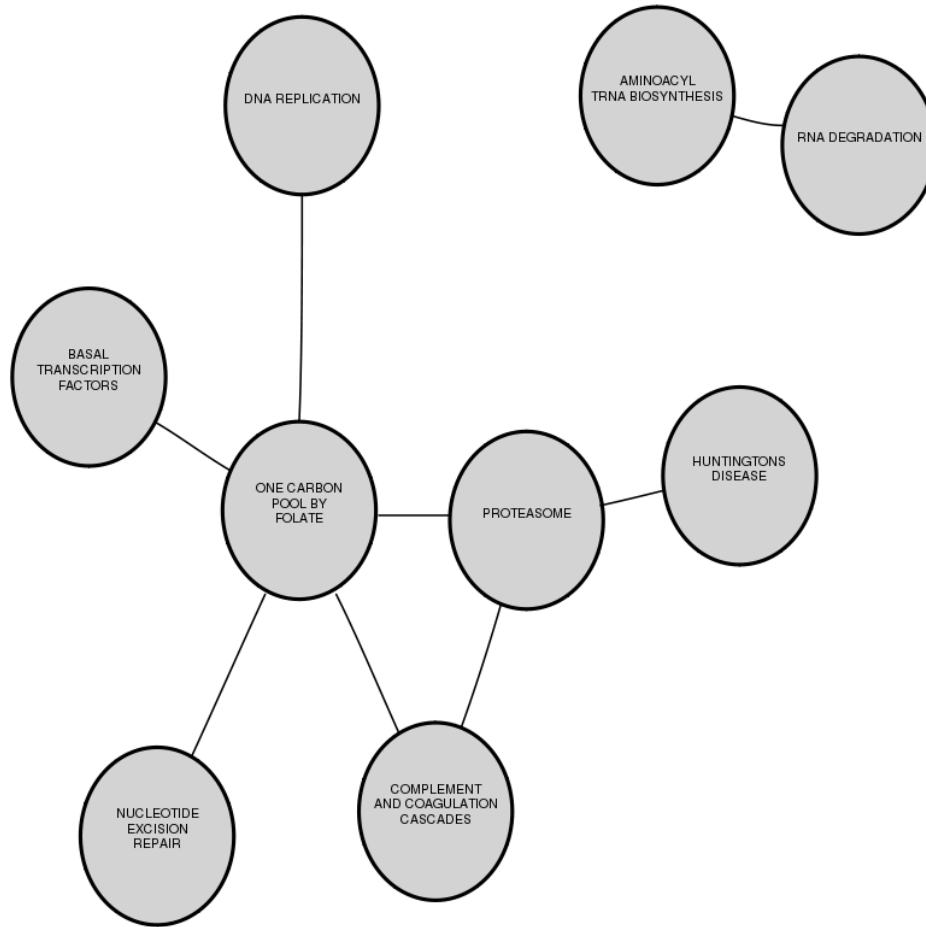 DNA REPLICATION
AMINOACYL
TRNA BIOSYNTHESIS
RNA DEGRADATION
BASAL
TRANSCRIPTION
FACTORS
ONE CARBON
POOL BY
FOLATE
PROTEASOME
HUNTINGTONS
DISEASE
NUCLEOTIDE
EXCISION
REPAIR
COMPLEMENT
AND COAGULATION
CASCADES